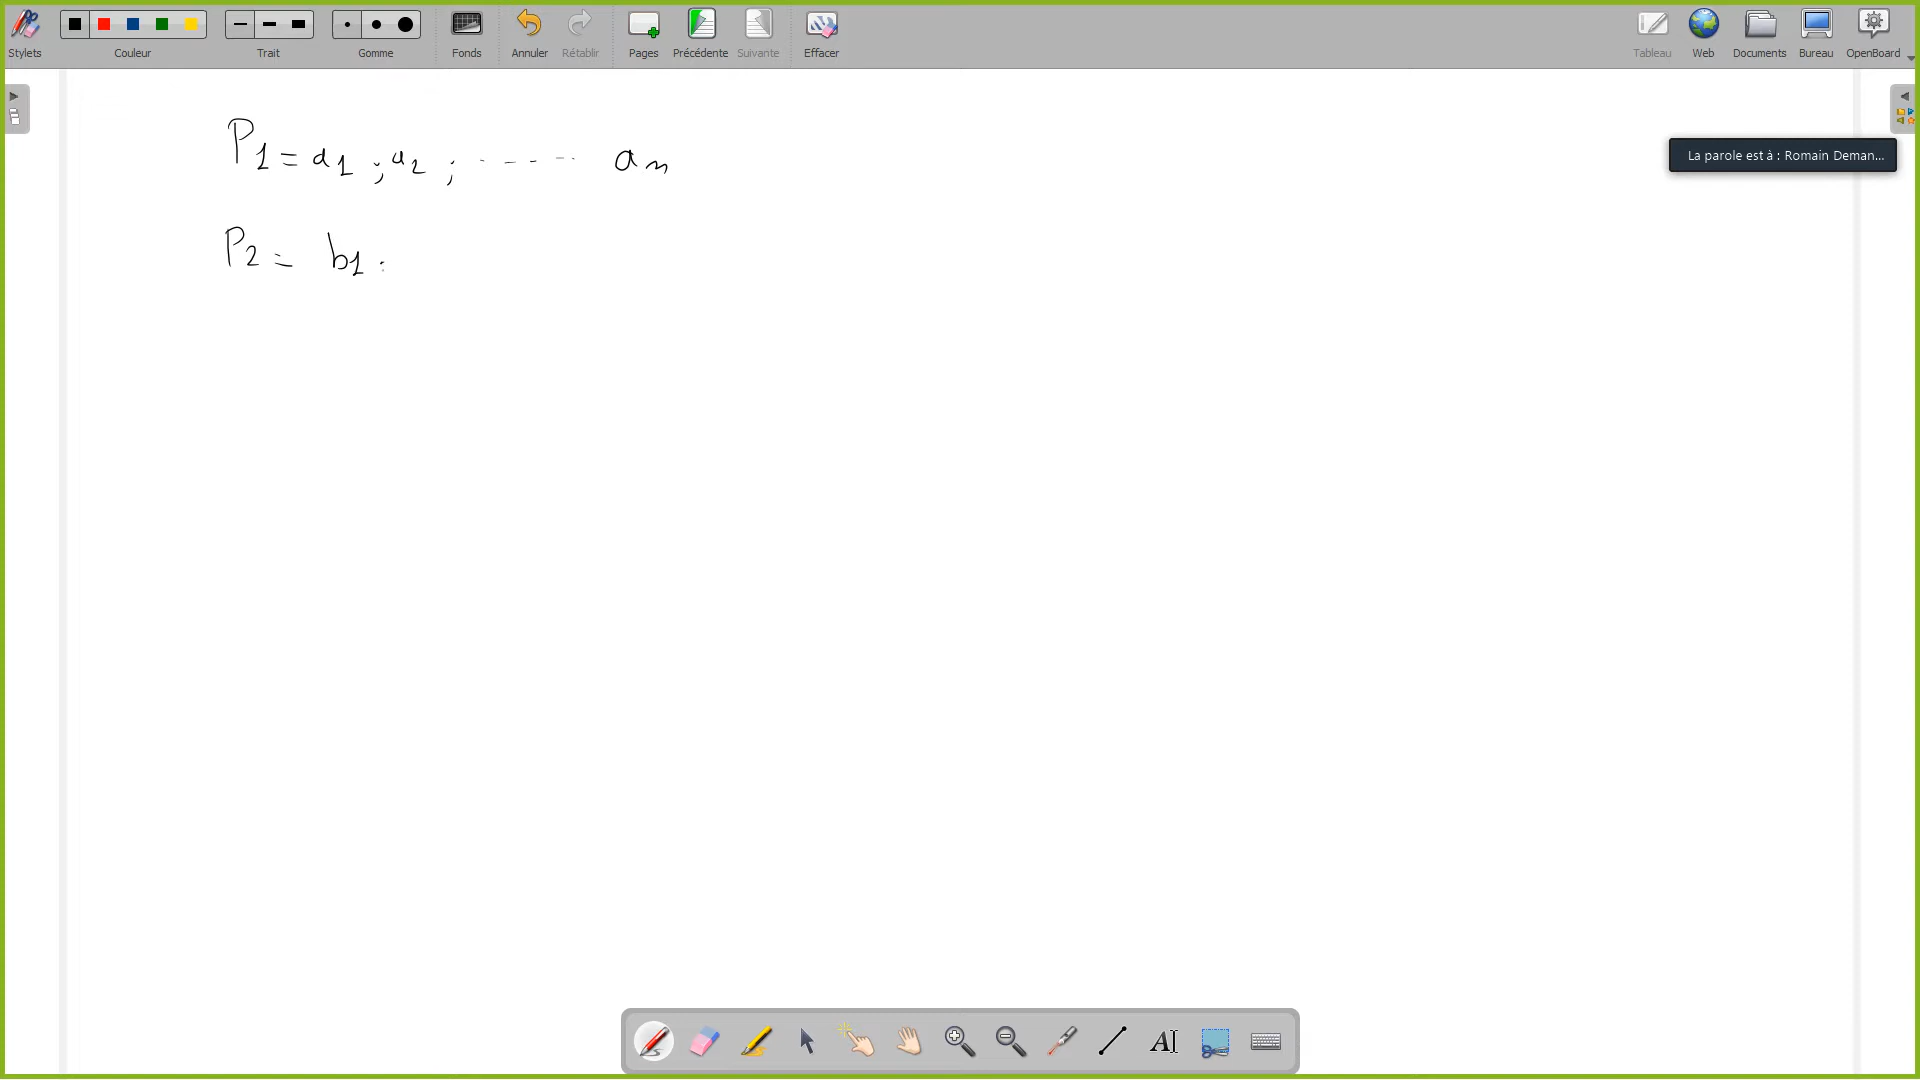 Stylets Couleur Trait Gomme Fonds Annuler Rétablir Pages Précédente Suivante Effacer Tableau Web Documents Bureau OpenBoard
P1 = a1 ; a2 ; ..... an
La parole est à : Romain Deman...
P2 = b1 :
AI